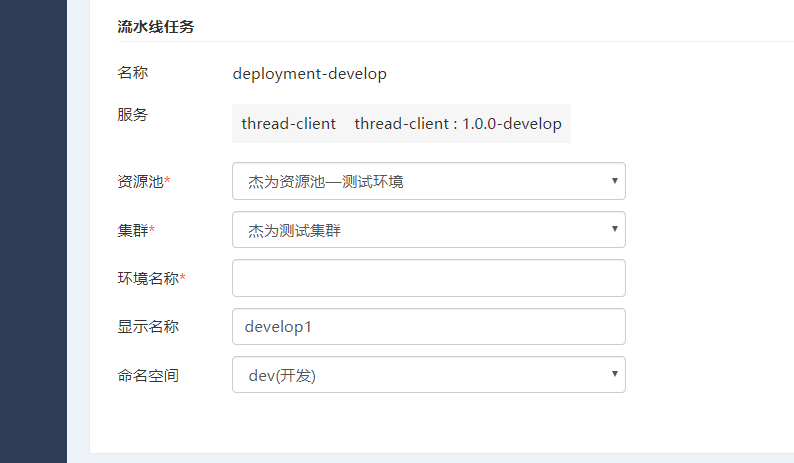 流水线任务
名称 deployment-develop
服务 thread-client thread-client : 1.0.0-develop
资源池* 杰为资源池—测试环境
集群* 杰为测试集群
环境名称*
显示名称 develop1
命名空间 dev(开发)